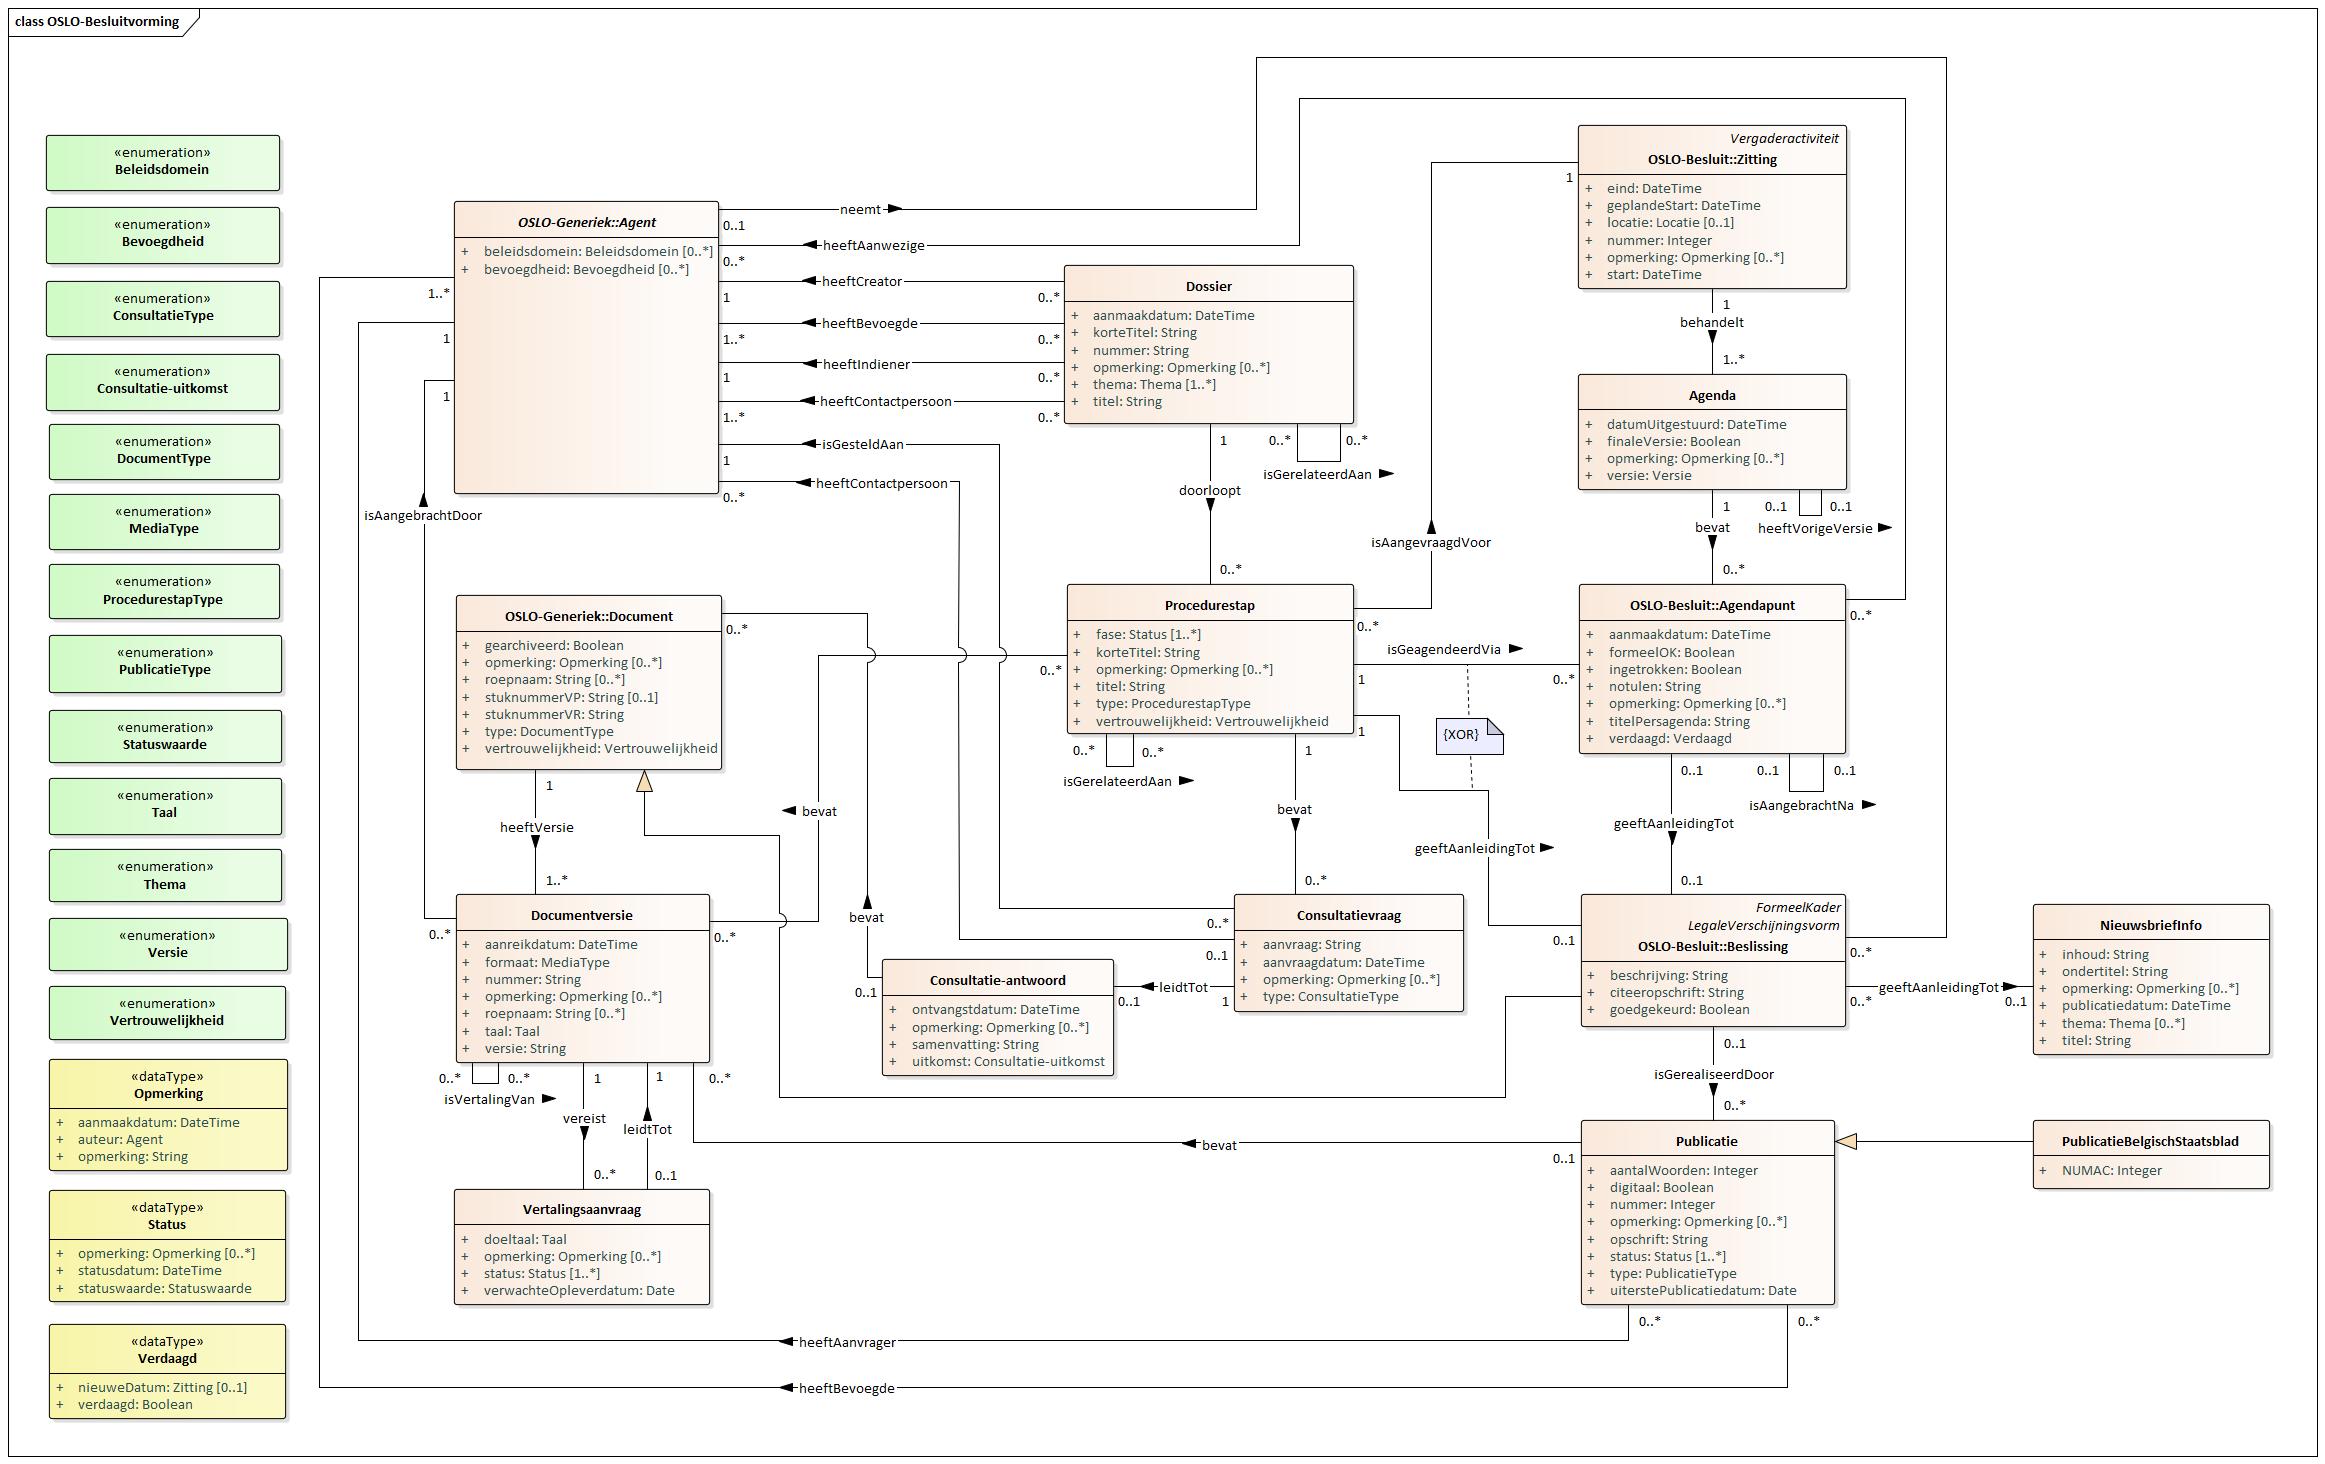 class OSLO-Besluitvorming
«enumeration»
Beleidsdomein
«enumeration»
Bevoegdheid
«enumeration»
ConsultatieType
«enumeration»
Consultatie-uitkomst
«enumeration»
DocumentType
«enumeration»
MediaType
«enumeration»
ProcedurestapType
«enumeration»
PublicatieType
«enumeration»
Statuswaarde
«enumeration»
Taal
«enumeration»
Thema
«enumeration»
Versie
«enumeration»
Vertrouwelijkheid
«dataType»
Opmerking
+ aanmaakdatum: DateTime
+ auteur: Agent
+ opmerking: String
«dataType»
Status
+ opmerking: Opmerking [0..*]
+ statusdatum: DateTime
+ statuswaarde: Statuswaarde
«dataType»
Verdaagd
+ nieuweDatum: Zitting [0..1]
+ verdaagd: Boolean
OSLO-Generiek::Agent
+ beleidsdomein: Beleidsdomein [0..*]
+ bevoegdheid: Bevoegdheid [0..*]
neemt
0..1
heeftAanwezige
0..*
heeftCreator
1
0..*
heeftBevoegde
1..*
0..*
heeftIndiener
1
0..*
heeftContactpersoon
1..*
0..*
isGesteldAan
1
heeftContactpersoon
0..*
1..*
1
1
isAangebrachtDoor
Dossier
+ aanmaakdatum: DateTime
+ korteTitel: String
+ nummer: String
+ opmerking: Opmerking [0..*]
+ thema: Thema [1..*]
+ titel: String
1
0..*
0..*
isGerelateerdAan
doorloopt
0..*
Vergaderactiviteit
OSLO-Besluit::Zitting
+ eind: DateTime
+ geplandeStart: DateTime
+ locatie: Locatie [0..1]
+ nummer: Integer
+ opmerking: Opmerking [0..*]
+ start: DateTime
1
1
behandelt
1..*
Agenda
+ datumUitgestuurd: DateTime
+ finaleVersie: Boolean
+ opmerking: Opmerking [0..*]
+ versie: Versie
1
0..1
0..1
bevat
heeftVorigeVersie
isAangevraagdVoor
0..*
OSLO-Generiek::Document
+ gearchiveerd: Boolean
+ opmerking: Opmerking [0..*]
+ roepnaam: String [0..*]
+ stuknummerVP: String [0..1]
+ stuknummerVR: String
+ type: DocumentType
+ vertrouwelijkheid: Vertrouwelijkheid
0..*
1
heeftVersie
1..*
Procedurestap
+ fase: Status [1..*]
+ korteTitel: String
+ opmerking: Opmerking [0..*]
+ titel: String
+ type: ProcedurestapType
+ vertrouwelijkheid: Vertrouwelijkheid
0..*
0..*
isGeagendeerdVia
1
0..*
1
{XOR}
0..*
0..*
isGerelateerdAan
bevat
1
bevat
0..*
geeftAanleidingTot
0..1
OSLO-Besluit::Agendapunt
+ aanmaakdatum: DateTime
+ formeelOK: Boolean
+ ingetrokken: Boolean
+ notulen: String
+ opmerking: Opmerking [0..*]
+ titelPersagenda: String
+ verdaagd: Verdaagd
0..*
0..1
0..1
0..1
isAangebrachtNa
geeftAanleidingTot
0..1
Documentversie
+ aanreikdatum: DateTime
+ formaat: MediaType
+ nummer: String
+ opmerking: Opmerking [0..*]
+ roepnaam: String [0..*]
+ taal: Taal
+ versie: String
0..*
0..*
0..*
0..*
isVertalingVan
1
vereist
0..*
1
leidtTot
0..1
0..*
bevat
0..1
Consultatie-antwoord
+ ontvangstdatum: DateTime
+ opmerking: Opmerking [0..*]
+ samenvatting: String
+ uitkomst: Consultatie-uitkomst
leidtTot
0..1
1
Consultatievraag
+ aanvraag: String
+ aanvraagdatum: DateTime
+ opmerking: Opmerking [0..*]
+ type: ConsultatieType
0..*
0..1
FormeelKader
LegaleVerschijningsvorm
OSLO-Besluit::Beslissing
+ beschrijving: String
+ citeeropschrift: String
+ goedgekeurd: Boolean
0..*
geeftAanleidingTot
0..*
0..1
NieuwsbriefInfo
+ inhoud: String
+ ondertitel: String
+ opmerking: Opmerking [0..*]
+ publicatiedatum: DateTime
+ thema: Thema [0..*]
+ titel: String
0..1
isGerealiseerdDoor
0..*
Vertalingsaanvraag
+ doeltaal: Taal
+ opmerking: Opmerking [0..*]
+ status: Status [1..*]
+ verwachteOpleverdatum: Date
bevat
0..1
Publicatie
+ aantalWoorden: Integer
+ digitaal: Boolean
+ nummer: Integer
+ opmerking: Opmerking [0..*]
+ opschrift: String
+ status: Status [1..*]
+ type: PublicatieType
+ uiterstePublicatiedatum: Date
PublicatieBelgischStaatsblad
+ NUMAC: Integer
0..*
0..*
heeftAanvrager
heeftBevoegde